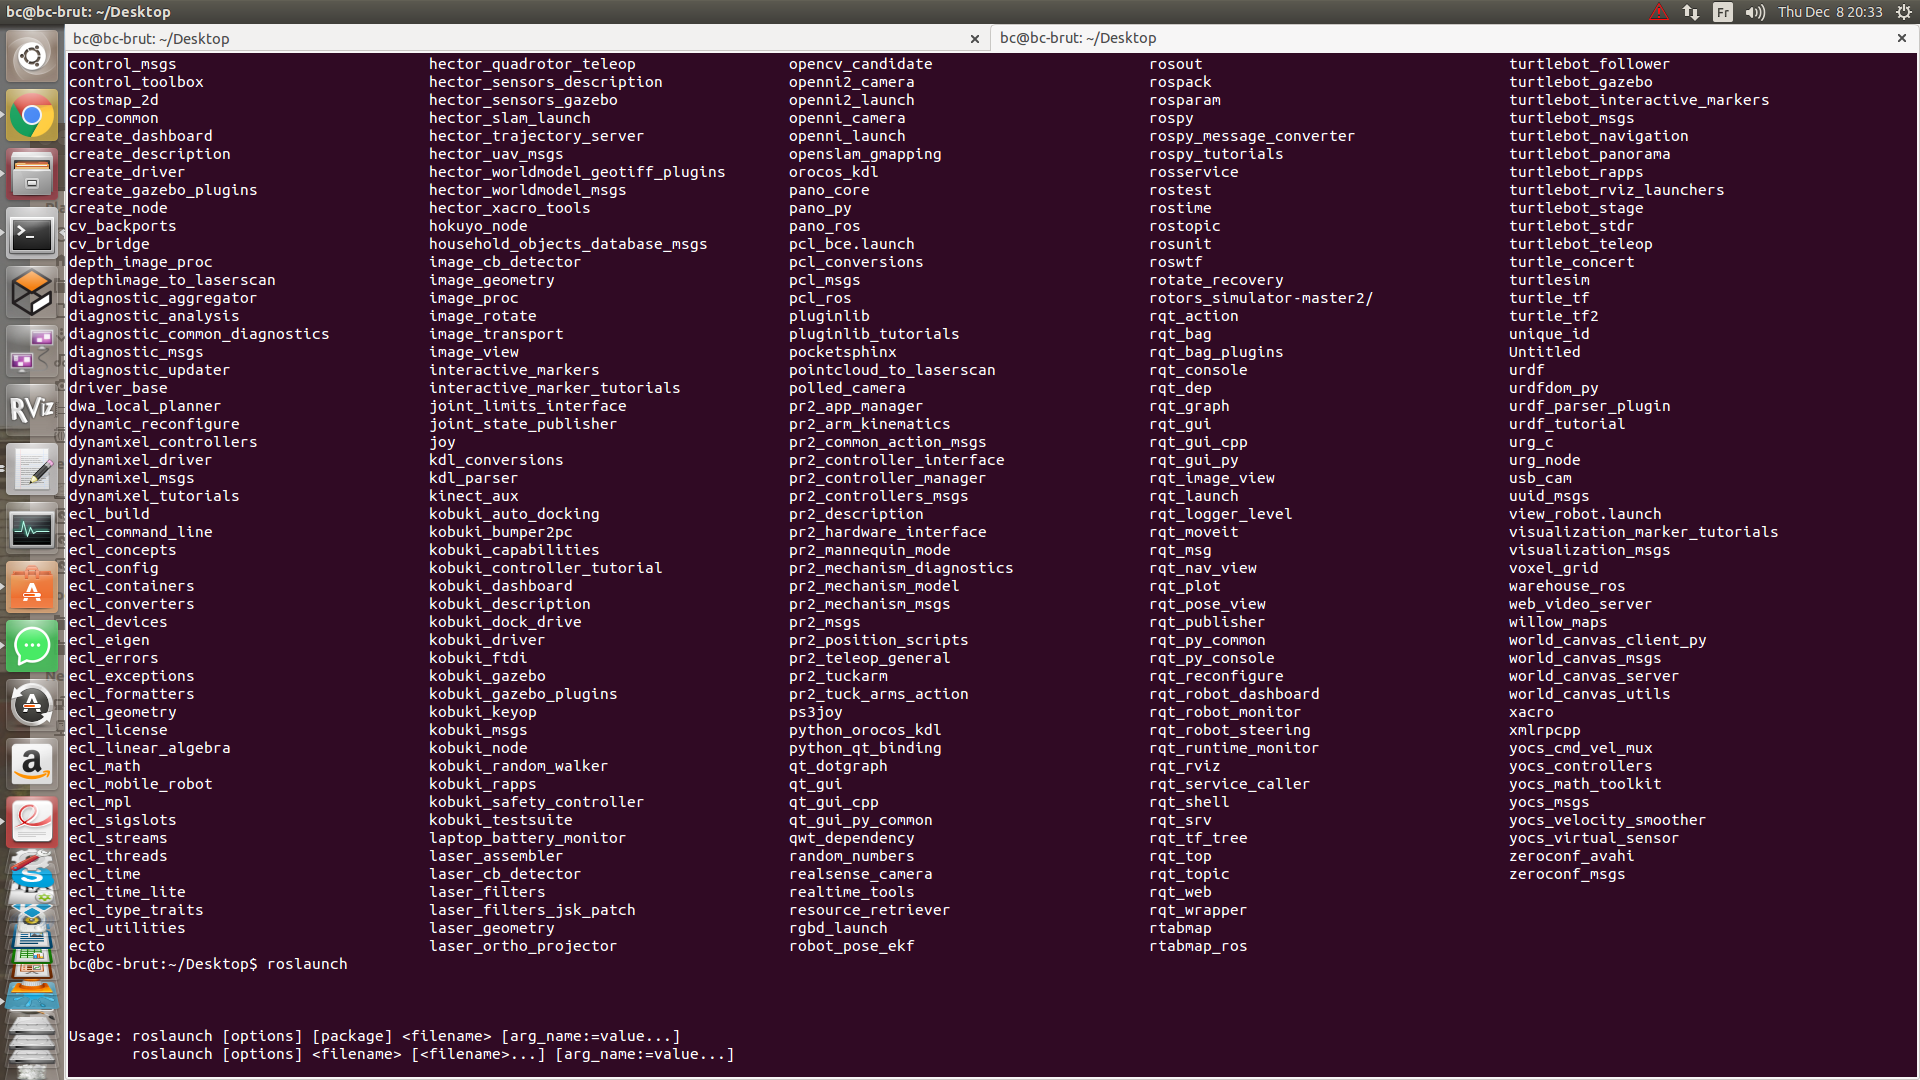 bc@bc-brut: ~/Desktop
Fr
Thu Dec 8 20:33
bc@bc-brut: ~/Desktop
bc@bc-brut: ~/Desktop
control_msgs hector_quadrotor_teleop opencv_candidate rosout turtlebot_follower
control_toolbox hector_sensors_description openni2_camera rospack turtlebot_gazebo
costmap_2d hector_sensors_gazebo openni2_launch rosparam turtlebot_interactive_markers
cpp_common hector_slam_launch openni_camera rospy turtlebot_msgs
create_dashboard hector_trajectory_server openni_launch rospy_message_converter turtlebot_navigation
create_description hector_uav_msgs openslam_gmapping rospy_tutorials turtlebot_panorama
create_driver hector_worldmodel_geotiff_plugins orocos_kdl rosservice turtlebot_rapps
create_gazebo_plugins hector_worldmodel_msgs pano_core rostest turtlebot_rviz_launchers
create_node hector_xacro_tools pano_py rostime turtlebot_stage
cv_backports hokuyo_node pano_ros rostopic turtlebot_stdr
cv_bridge household_objects_database_msgs pcl_bce.launch rosunit turtlebot_teleop
depth_image_proc image_cb_detector pcl_conversions roswtf turtle_concert
depthimage_to_laserscan image_geometry pcl_msgs rotate_recovery turtlesim
diagnostic_aggregator image_proc pcl_ros rotors_simulator-master2/ turtle_tf
diagnostic_analysis image_rotate pluginlib rqt_action turtle_tf2
diagnostic_common_diagnostics image_transport pluginlib_tutorials rqt_bag unique_id
diagnostic_msgs image_view pocketsphinx rqt_bag_plugins Untitled
diagnostic_updater interactive_markers pointcloud_to_laserscan rqt_console urdf
driver_base interactive_marker_tutorials polled_camera rqt_dep urdfdom_py
dwa_local_planner joint_limits_interface pr2_app_manager rqt_graph urdf_parser_plugin
dynamic_reconfigure joint_state_publisher pr2_arm_kinematics rqt_gui urdf_tutorial
dynamixel_controllers joy pr2_common_action_msgs rqt_gui_cpp urg_c
dynamixel_driver kdl_conversions pr2_controller_interface rqt_gui_py urg_node
dynamixel_msgs kdl_parser pr2_controller_manager rqt_image_view usb_cam
dynamixel_tutorials kinect_aux pr2_controllers_msgs rqt_launch uuid_msgs
ecl_build kobuki_auto_docking pr2_description rqt_logger_level view_robot.launch
ecl_command_line kobuki_bumper2pc pr2_hardware_interface rqt_moveit visualization_marker_tutorials
ecl_concepts kobuki_capabilities pr2_mannequin_mode rqt_msg visualization_msgs
ecl_config kobuki_controller_tutorial pr2_mechanism_diagnostics rqt_nav_view voxel_grid
ecl_containers kobuki_dashboard pr2_mechanism_model rqt_plot warehouse_ros
ecl_converters kobuki_description pr2_mechanism_msgs rqt_pose_view web_video_server
ecl_devices kobuki_dock_drive pr2_msgs rqt_publisher willow_maps
ecl_eigen kobuki_driver pr2_position_scripts rqt_py_common world_canvas_client_py
ecl_errors kobuki_ftdi pr2_teleop_general rqt_py_console world_canvas_msgs
ecl_exceptions kobuki_gazebo pr2_tuckarm rqt_reconfigure world_canvas_server
ecl_formatters kobuki_gazebo_plugins pr2_tuck_arms_action rqt_robot_dashboard world_canvas_utils
ecl_geometry kobuki_keyop ps3joy rqt_robot_monitor xacro
ecl_license kobuki_msgs python_orocos_kdl rqt_robot_steering xmlrpcpp
ecl_linear_algebra kobuki_node python_qt_binding rqt_runtime_monitor yocs_cmd_vel_mux
ecl_math kobuki_random_walker qt_dotgraph rqt_rviz yocs_controllers
ecl_mobile_robot kobuki_rapps qt_gui rqt_service_caller yocs_math_toolkit
ecl_mpl kobuki_safety_controller qt_gui_cpp rqt_shell yocs_msgs
ecl_sigslots kobuki_testsuite qt_gui_py_common rqt_srv yocs_velocity_smoother
ecl_streams laptop_battery_monitor qwt_dependency rqt_tf_tree yocs_virtual_sensor
ecl_threads laser_assembler random_numbers rqt_top zeroconf_avahi
ecl_time laser_cb_detector realsense_camera rqt_topic zeroconf_msgs
ecl_time_lite laser_filters realtime_tools rqt_web
ecl_type_traits laser_filters_jsk_patch resource_retriever rqt_wrapper
ecl_utilities laser_geometry rgbd_launch rtabmap
ecto laser_ortho_projector robot_pose_ekf rtabmap_ros
bc@bc-brut:~/Desktop$ roslaunch
Usage: roslaunch [options] [package] <filename> [arg_name:=value...]
roslaunch [options] <filename> [<filename>...] [arg_name:=value...]
RViz